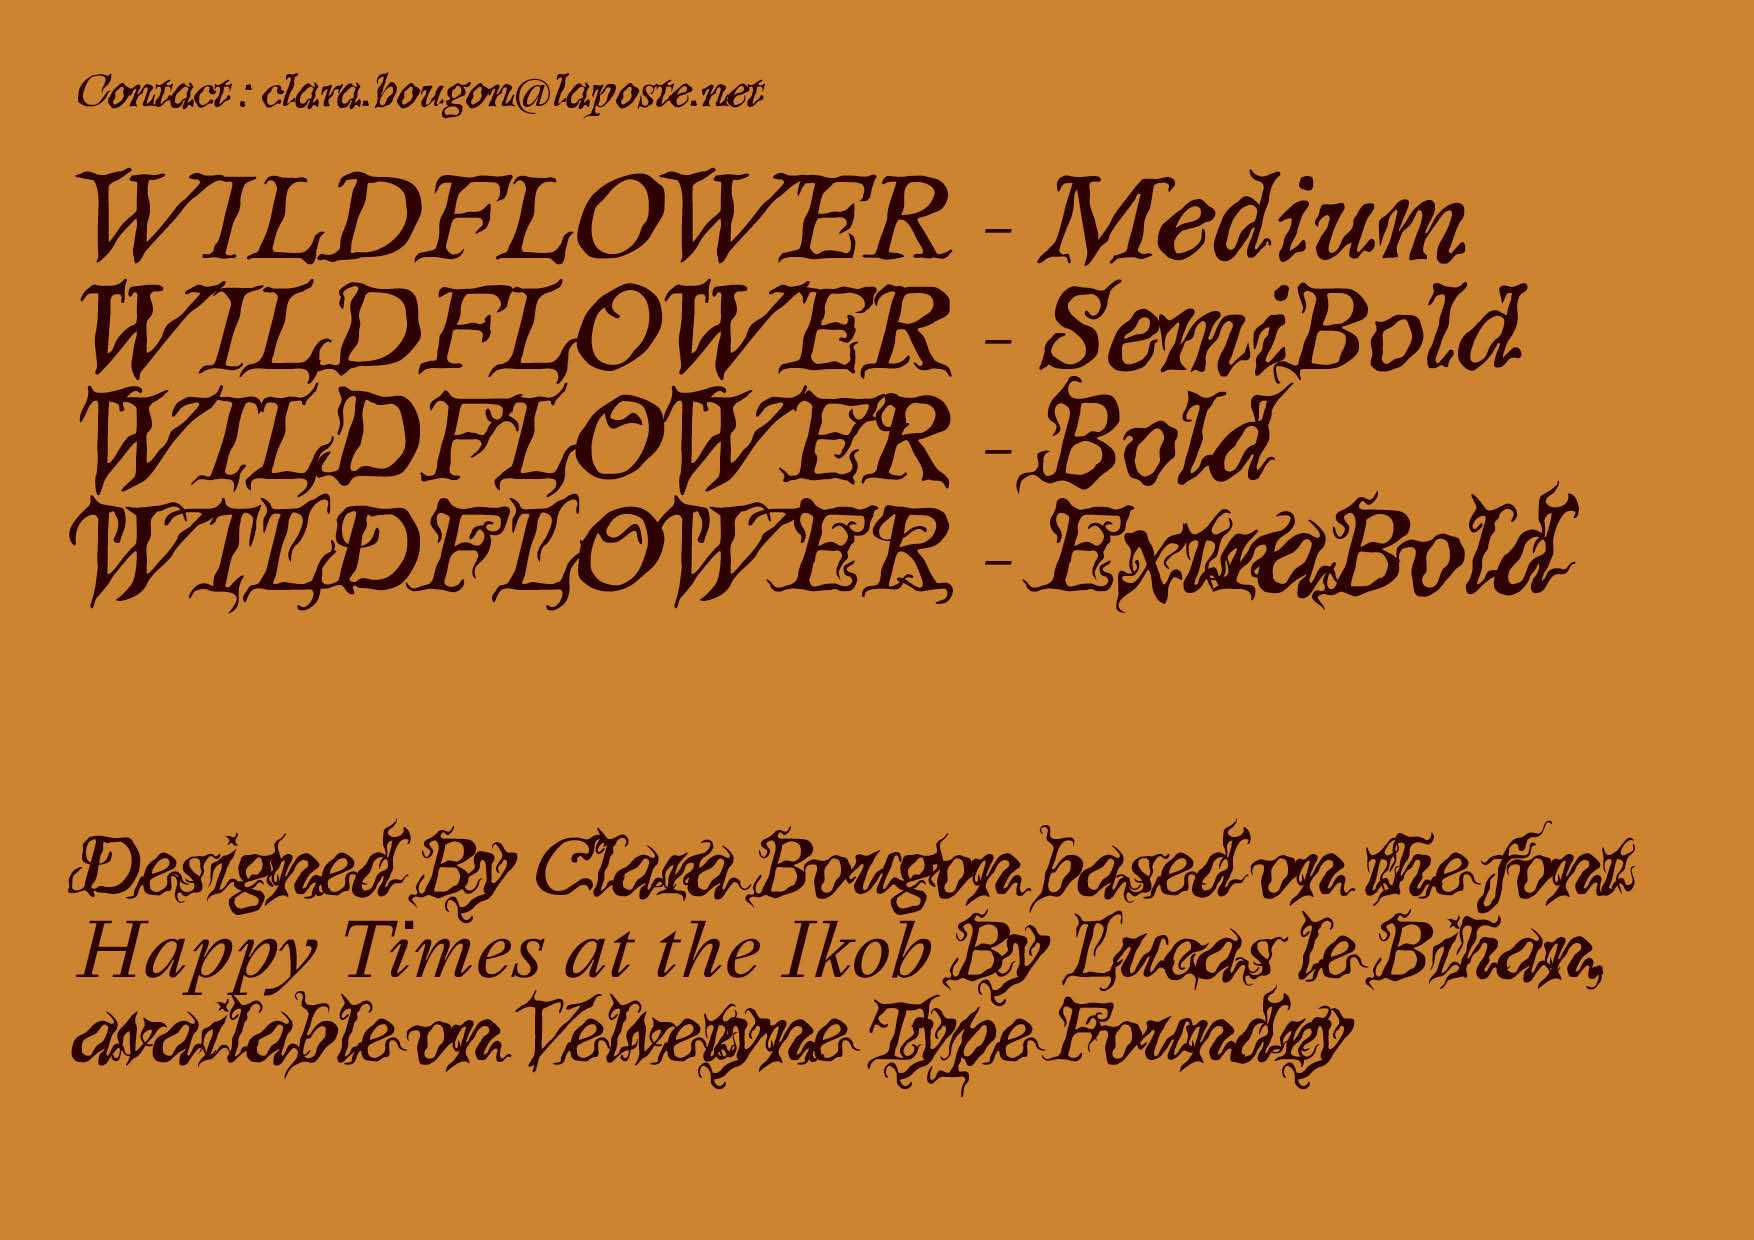 Contact : clara.bougon@laposte.net
WILDFLOWER - Medium
WILDFLOWER - SemiBold
WILDFLOWER - Bold
WILDFLOWER - ExtraBold
Designed By Clara Bougon based on the font
Happy Times at the Ikob By Lucas le Bihan,
available on Velvetyne Type Foundry